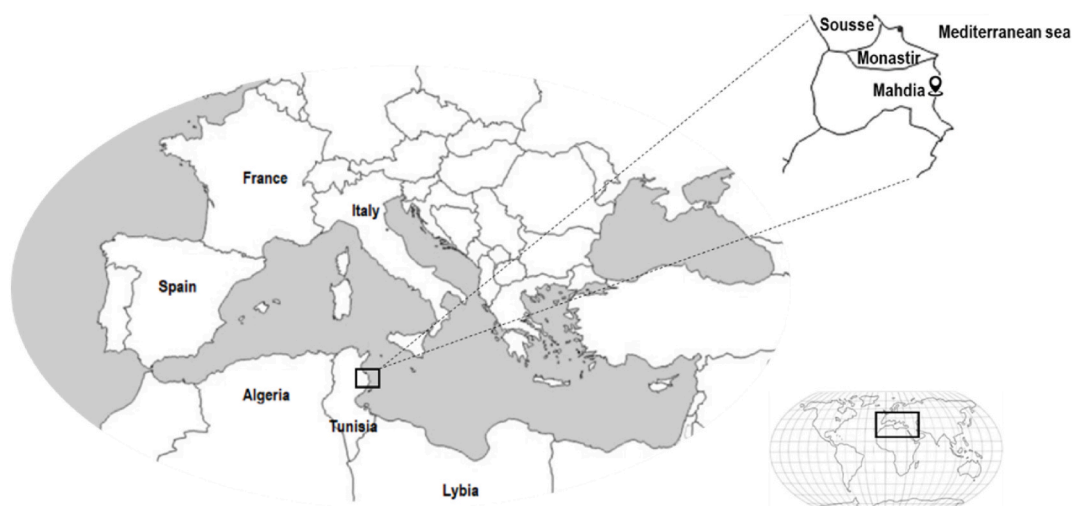 Sousse
Mediterranean sea
Monastir
Mahdia
France
Italy
Spain
Algeria
Tunisia
Lybia